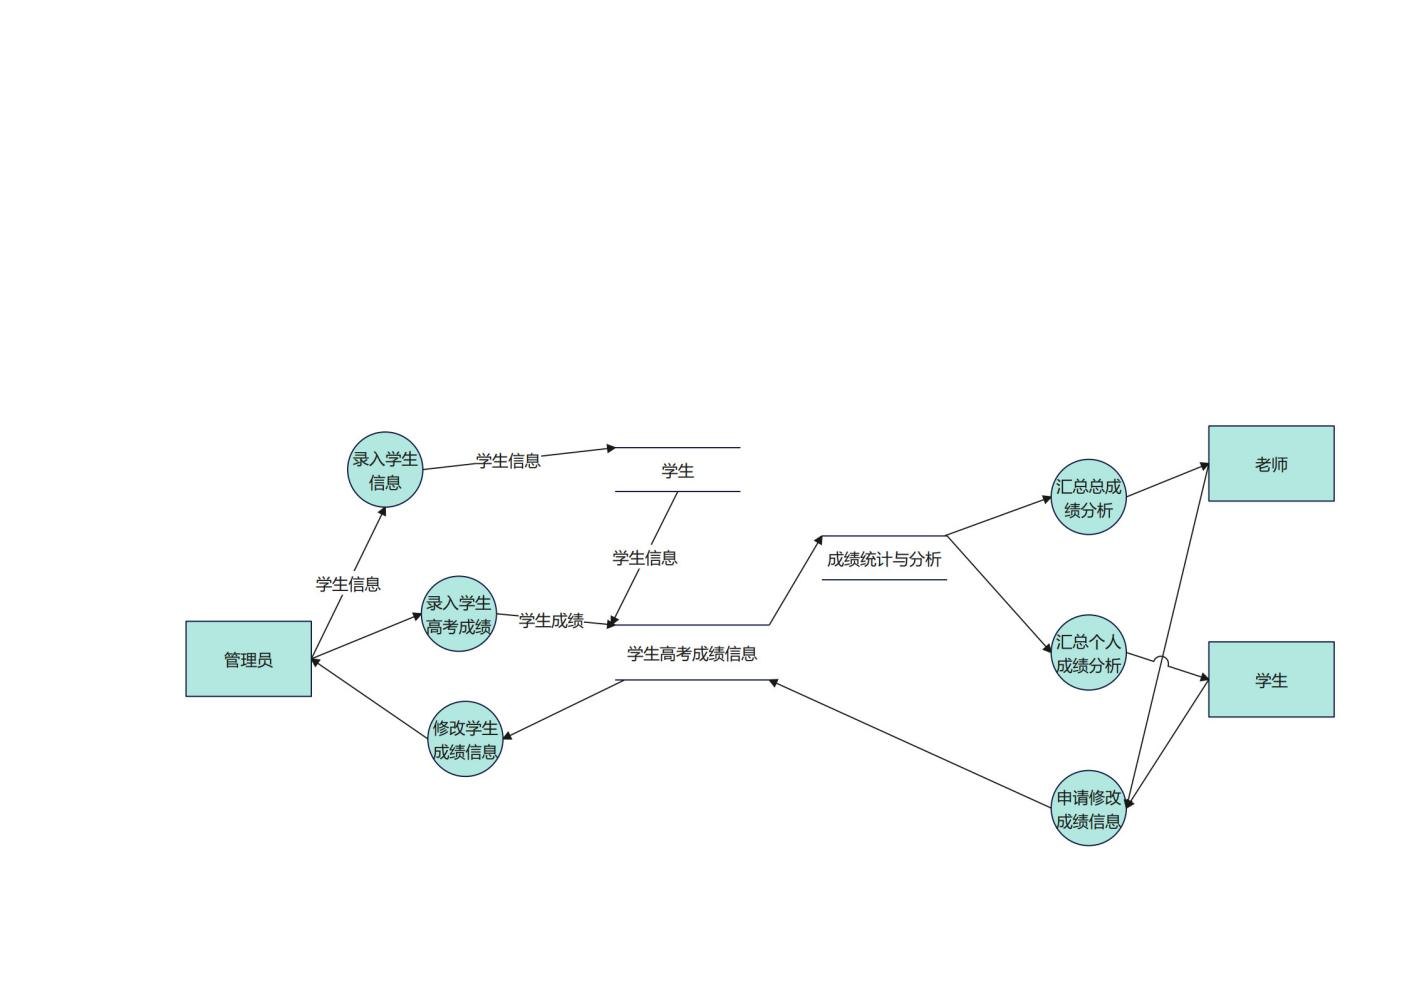 录入学生
信息
学生信息
学生
老师
汇总总成
绩分析
学生信息
成绩统计与分析
学生信息
录入学生
高考成绩
学生成绩
管理员
学生高考成绩信息
汇总个人
成绩分析
学生
修改学生
成绩信息
申请修改
成绩信息